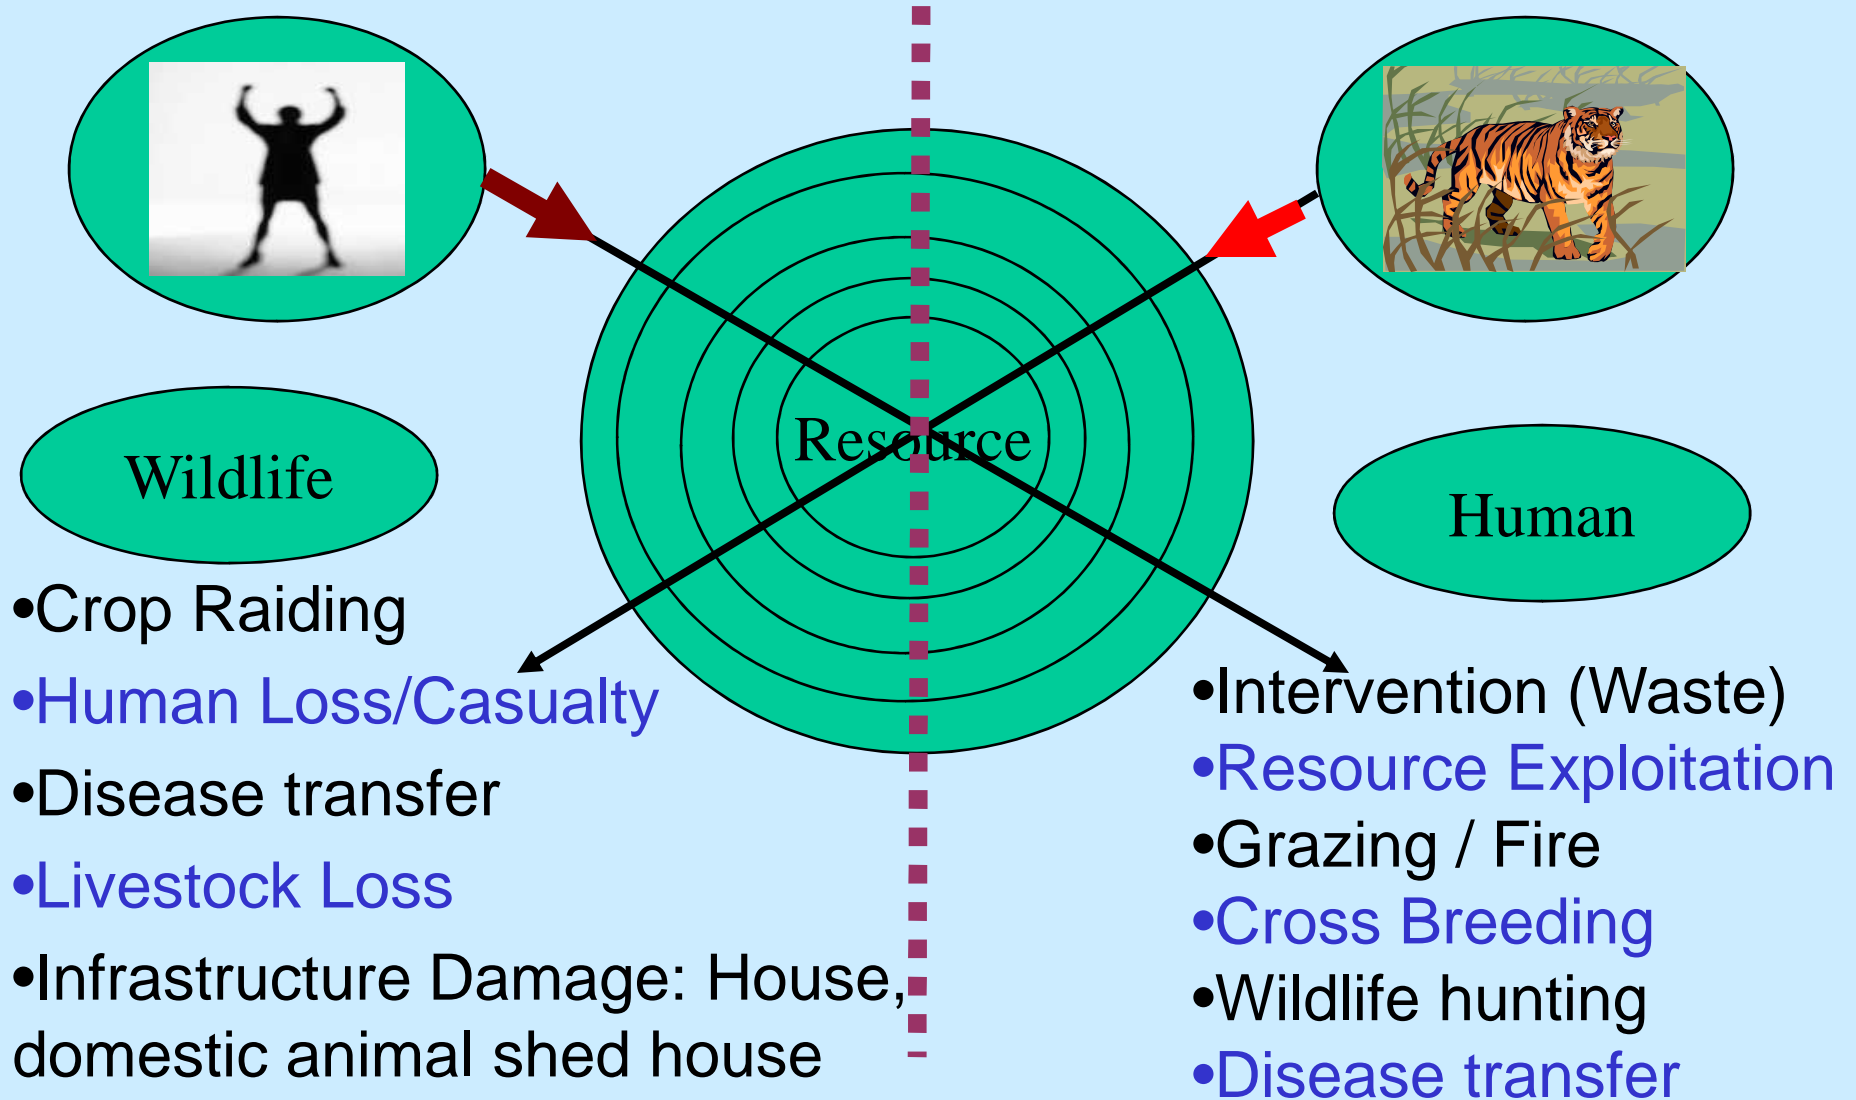 Resource
Wildlife
•Crop Raiding
•Human Loss/Casualty
•Disease transfer
•Livestock Loss
•Infrastructure Damage: House,
domestic animal shed house
Human
•Intervention (Waste)
•Resource Exploitation
•Grazing / Fire
•Cross Breeding
•Wildlife hunting
•Disease transfer